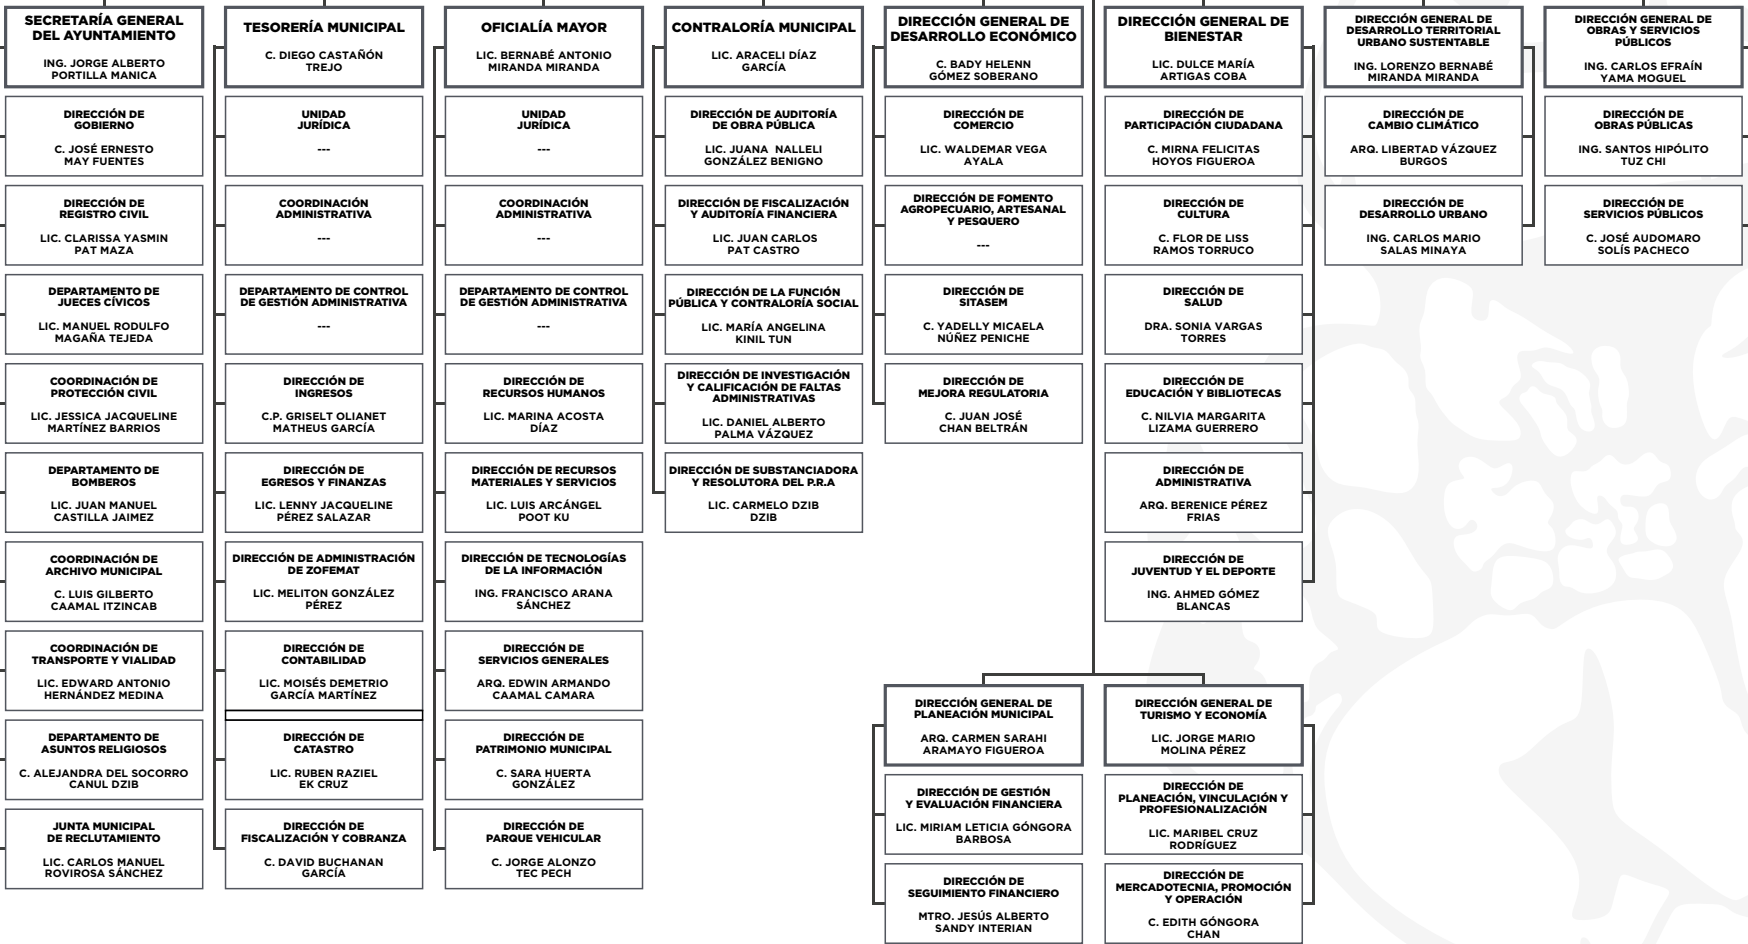 SECRETARÍA GENERAL
DEL AYUNTAMIENTO
ING. JORGE ALBERTO
PORTILLA MANICA
DIRECCIÓN DE
GOBIERNO
C. JOSÉ ERNESTO
MAY FUENTES
DIRECCIÓN DE
REGISTRO CIVIL
LIC. CLARISSA YASMIN
PAT MAZA
DEPARTAMENTO DE
JUECES CÍVICOS
LIC. MANUEL RODULFO
MAGAÑA TEJEDA
COORDINACIÓN DE
PROTECCIÓN CIVIL
LIC. JESSICA JACQUELINE
MARTÍNEZ BARRIOS
DEPARTAMENTO DE
BOMBEROS
LIC. JUAN MANUEL
CASTILLA JAIMEZ
COORDINACIÓN DE
ARCHIVO MUNICIPAL
C. LUIS GILBERTO
CAAMAL ITZINCAB
COORDINACIÓN DE
TRANSPORTE Y VIALIDAD
LIC. EDWARD ANTONIO
HERNÁNDEZ MEDINA
DEPARTAMENTO DE
ASUNTOS RELIGIOSOS
C. ALEJANDRA DEL SOCORRO
CANUL DZIB
JUNTA MUNICIPAL
DE RECLUTAMIENTO
LIC. CARLOS MANUEL
ROVIROSA SÁNCHEZ
TESORERÍA MUNICIPAL
C. DIEGO CASTAÑÓN
TREJO
UNIDAD
JURÍDICA
---
COORDINACIÓN
ADMINISTRATIVA
---
DEPARTAMENTO DE CONTROL
DE GESTIÓN ADMINISTRATIVA
---
DIRECCIÓN DE
INGRESOS
C.P. GRISELT OLIANET
MATHEUS GARCÍA
DIRECCIÓN DE
EGRESOS Y FINANZAS
LIC. LENNY JACQUELINE
PÉREZ SALAZAR
DIRECCIÓN DE ADMINISTRACIÓN
DE ZOFEMAT
LIC. MELITON GONZÁLEZ
PÉREZ
DIRECCIÓN DE
CONTABILIDAD
LIC. MOISÉS DEMETRIO
GARCÍA MARTÍNEZ
DIRECCIÓN DE
CATASTRO
LIC. RUBEN RAZIEL
EK CRUZ
DIRECCIÓN DE
FISCALIZACIÓN Y COBRANZA
C. DAVID BUCHANAN
GARCÍA
OFICIALÍA MAYOR
LIC. BERNABÉ ANTONIO
MIRANDA MIRANDA
UNIDAD
JURÍDICA
---
COORDINACIÓN
ADMINISTRATIVA
---
DEPARTAMENTO DE CONTROL
DE GESTIÓN ADMINISTRATIVA
---
DIRECCIÓN DE
RECURSOS HUMANOS
LIC. MARINA ACOSTA
DÍAZ
DIRECCIÓN DE RECURSOS
MATERIALES Y SERVICIOS
LIC. LUIS ARCÁNGEL
POOT KU
DIRECCIÓN DE TECNOLOGÍAS
DE LA INFORMACIÓN
ING. FRANCISCO ARANA
SÁNCHEZ
DIRECCIÓN DE
SERVICIOS GENERALES
ARQ. EDWIN ARMANDO
CAAMAL CAMARA
DIRECCIÓN DE
PATRIMONIO MUNICIPAL
C. SARA HUERTA
GONZÁLEZ
DIRECCIÓN DE
PARQUE VEHICULAR
C. JORGE ALONZO
TEC PECH
CONTRALORÍA MUNICIPAL
LIC. ARACELI DÍAZ
GARCÍA
DIRECCIÓN DE AUDITORÍA
DE OBRA PÚBLICA
LIC. JUANA NALLELI
GONZÁLEZ BENIGNO
DIRECCIÓN DE FISCALIZACIÓN
Y AUDITORÍA FINANCIERA
LIC. JUAN CARLOS
PAT CASTRO
DIRECCIÓN DE LA FUNCIÓN
PÚBLICA Y CONTRALORÍA SOCIAL
LIC. MARÍA ANGELINA
KINIL TUN
DIRECCIÓN DE INVESTIGACIÓN
Y CALIFICACIÓN DE FALTAS
ADMINISTRATIVAS
LIC. DANIEL ALBERTO
PALMA VÁZQUEZ
DIRECCIÓN DE SUBSTANCIADORA
Y RESOLUTORA DEL P.R.A
LIC. CARMELO DZIB
DZIB
DIRECCIÓN GENERAL DE
DESARROLLO ECONÓMICO
C. BADY HELENN
GÓMEZ SOBERANO
DIRECCIÓN DE
COMERCIO
LIC. WALDEMAR VEGA
AYALA
DIRECCIÓN DE FOMENTO
AGROPECUARIO, ARTESANAL
Y PESQUERO
---
DIRECCIÓN DE
SITASEM
C. YADELLY MICAELA
NÚÑEZ PENICHE
DIRECCIÓN DE
MEJORA REGULATORIA
C. JUAN JOSÉ
CHAN BELTRÁN
DIRECCIÓN GENERAL DE
BIENESTAR
LIC. DULCE MARÍA
ARTIGAS COBA
DIRECCIÓN DE
PARTICIPACIÓN CIUDADANA
C. MIRNA FELICITAS
HOYOS FIGUEROA
DIRECCIÓN DE
CULTURA
C. FLOR DE LISS
RAMOS TORRUCO
DIRECCIÓN DE
SALUD
DRA. SONIA VARGAS
TORRES
DIRECCIÓN DE
EDUCACIÓN Y BIBLIOTECAS
C. NILVIA MARGARITA
LIZAMA GUERRERO
DIRECCIÓN DE
ADMINISTRATIVA
ARQ. BERENICE PÉREZ
FRIAS
DIRECCIÓN DE
JUVENTUD Y EL DEPORTE
ING. AHMED GÓMEZ
BLANCAS
DIRECCIÓN GENERAL DE
DESARROLLO TERRITORIAL
URBANO SUSTENTABLE
ING. LORENZO BERNABÉ
MIRANDA MIRANDA
DIRECCIÓN DE
CAMBIO CLIMÁTICO
ARQ. LIBERTAD VÁZQUEZ
BURGOS
DIRECCIÓN DE
DESARROLLO URBANO
ING. CARLOS MARIO
SALAS MINAYA
DIRECCIÓN GENERAL DE
OBRAS Y SERVICIOS
PÚBLICOS
ING. CARLOS EFRAÍN
YAMA MOGUEL
DIRECCIÓN DE
OBRAS PÚBLICAS
ING. SANTOS HIPÓLITO
TUZ CHI
DIRECCIÓN DE
SERVICIOS PÚBLICOS
C. JOSÉ AUDOMARO
SOLÍS PACHECO
DIRECCIÓN GENERAL DE
PLANEACIÓN MUNICIPAL
ARQ. CARMEN SARAHI
ARAMAYO FIGUEROA
DIRECCIÓN DE GESTIÓN
Y EVALUACIÓN FINANCIERA
LIC. MIRIAM LETICIA GÓNGORA
BARBOSA
DIRECCIÓN DE
SEGUIMIENTO FINANCIERO
MTRO. JESÚS ALBERTO
SANDY INTERIAN
DIRECCIÓN GENERAL DE
TURISMO Y ECONOMÍA
LIC. JORGE MARIO
MOLINA PÉREZ
DIRECCIÓN DE
PLANEACIÓN, VINCULACIÓN Y
PROFESIONALIZACIÓN
LIC. MARIBEL CRUZ
RODRÍGUEZ
DIRECCIÓN DE
MERCADOTECNIA, PROMOCIÓN
Y OPERACIÓN
C. EDITH GÓNGORA
CHAN